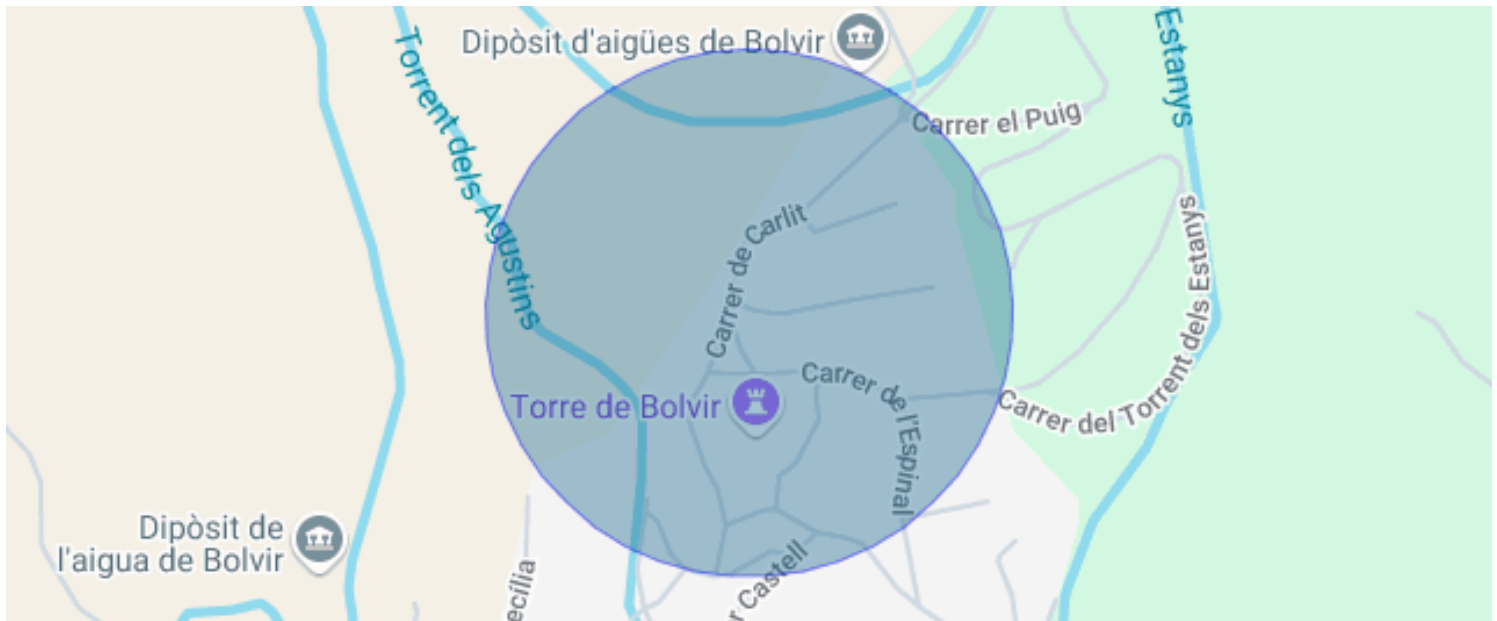 Dipòsit d'aigües de Bolvir
Torrent dels Agustins
Estanys
Carrer el Puig
Carrer de Carlit
Carrer del Torrent dels Estanys
Carrer de l'Espinal
Torre de Bolvir
Dipòsit de
l'aigua de Bolvir
ecília
r Castell